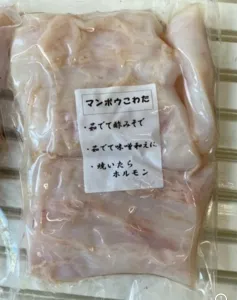 マンボウこわた
・茹でて酢みそで
・茹でて味噌和えに
・焼いたら
ホルモン